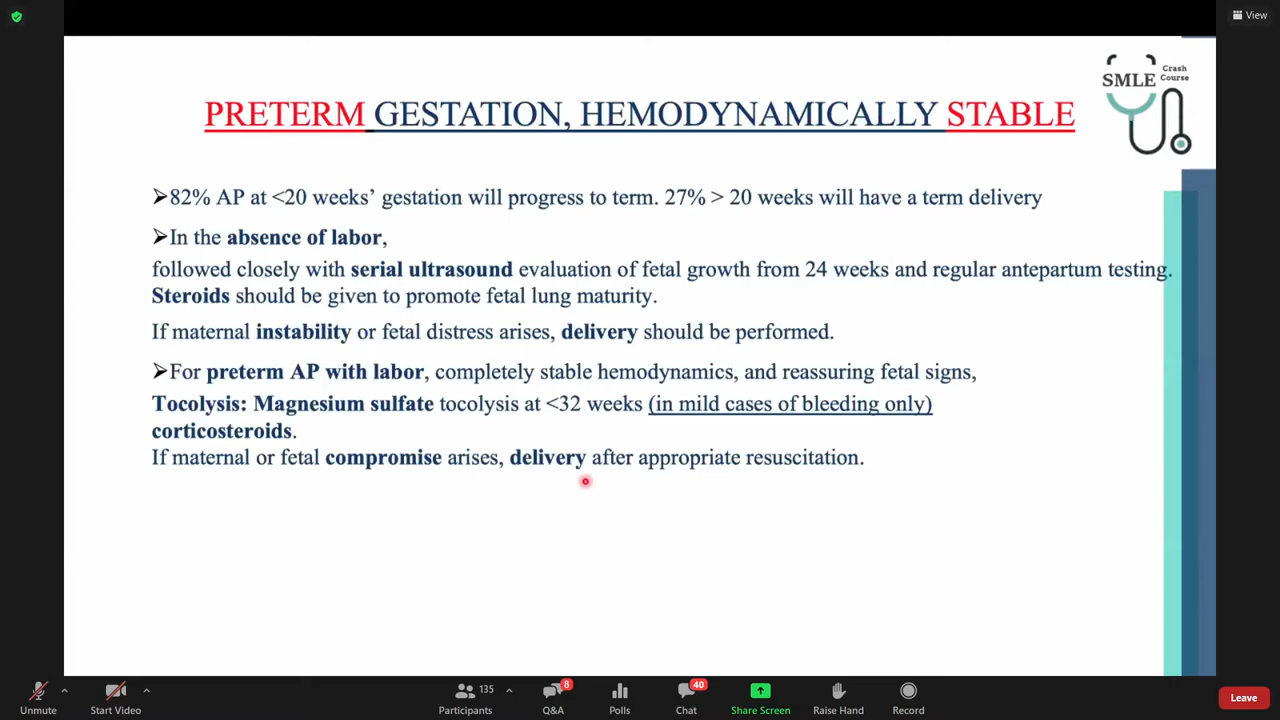 View
SMLE Crash Course
PRETERM GESTATION, HEMODYNAMICALLY STABLE
➢82% AP at <20 weeks’ gestation will progress to term. 27% > 20 weeks will have a term delivery
➢In the absence of labor,
followed closely with serial ultrasound evaluation of fetal growth from 24 weeks and regular antepartum testing.
Steroids should be given to promote fetal lung maturity.
If maternal instability or fetal distress arises, delivery should be performed.
➢For preterm AP with labor, completely stable hemodynamics, and reassuring fetal signs,
Tocolysis: Magnesium sulfate tocolysis at <32 weeks (in mild cases of bleeding only)
corticosteroids.
If maternal or fetal compromise arises, delivery after appropriate resuscitation.
135 8 40
Unmute Start Video Participants Q&A Polls Chat Share Screen Raise Hand Record Leave